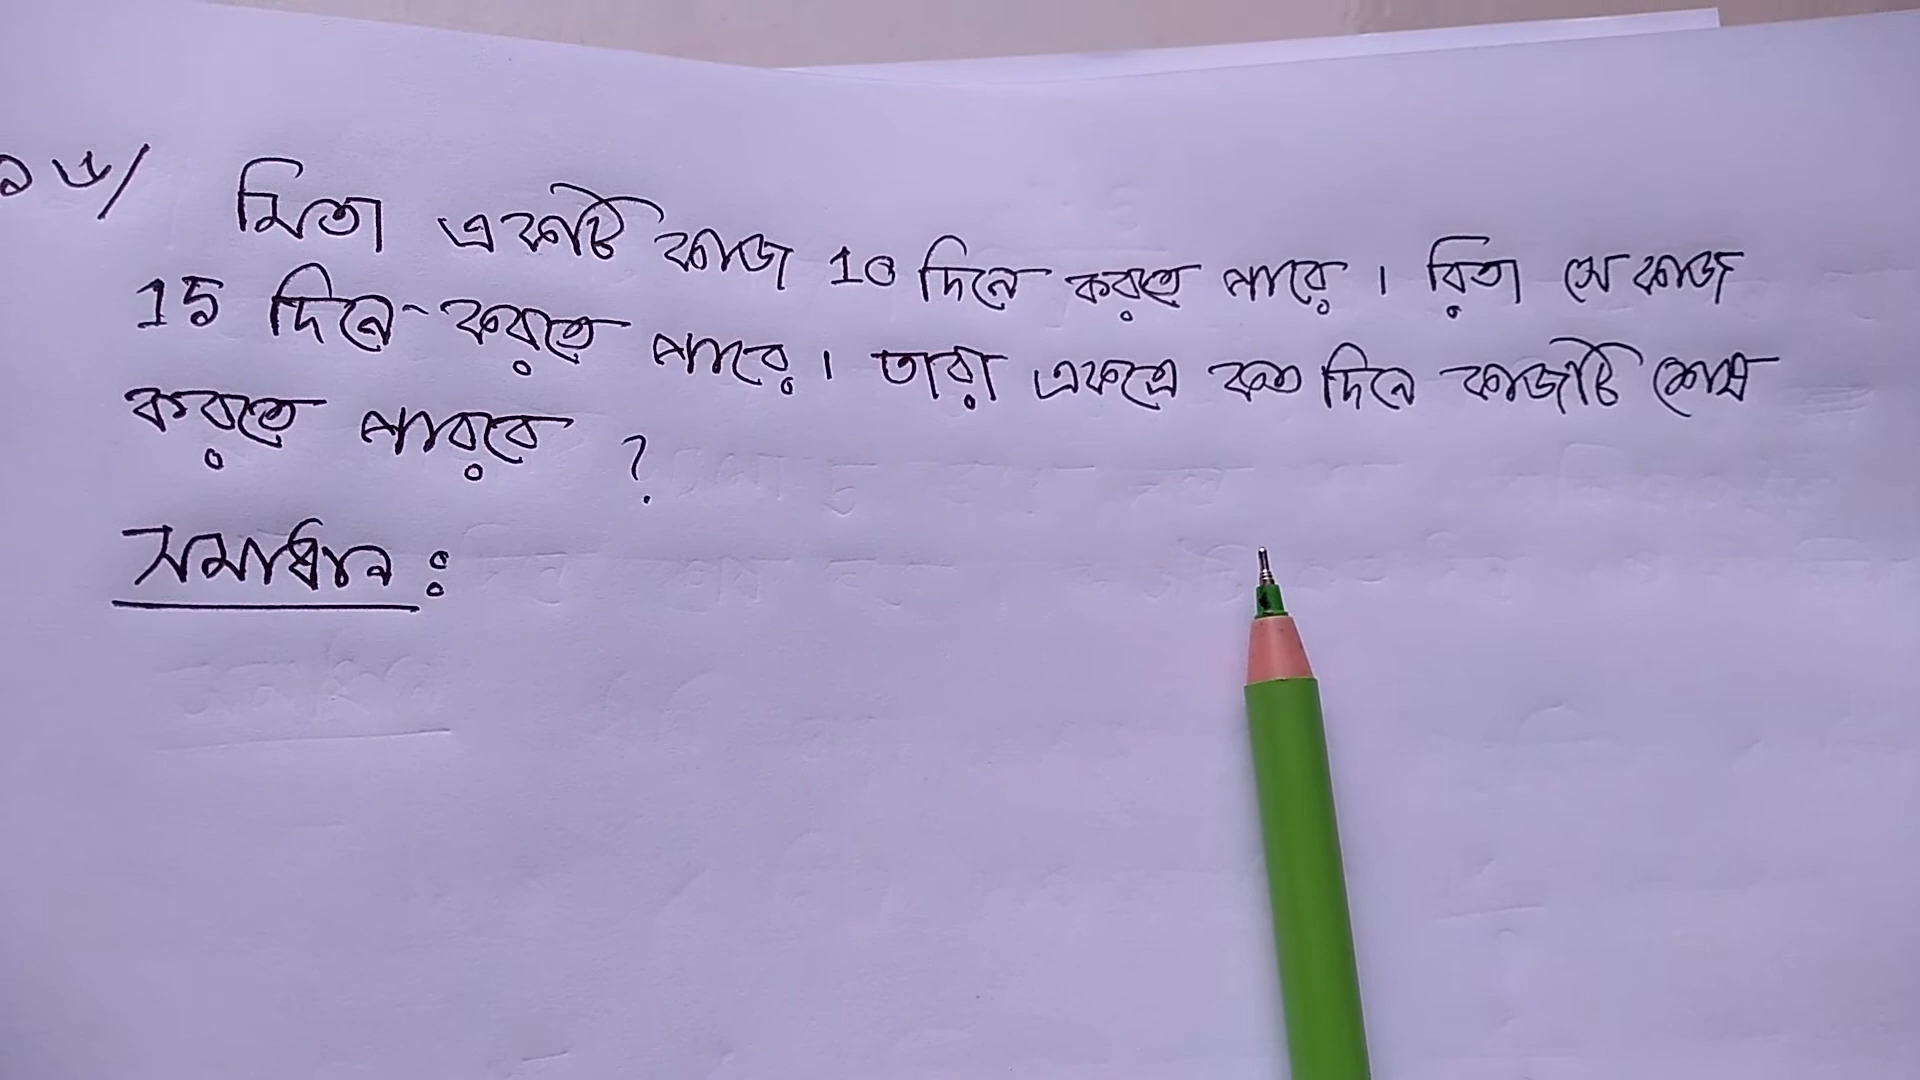 ১৬/ মিতা একটি কাজ 10 দিনে করতে পারে। রিতা সে কাজ
15 দিনে করতে পারে। তারা একত্রে কত দিনে কাজটি শেষ
করতে পারবে ?
সমাধান :